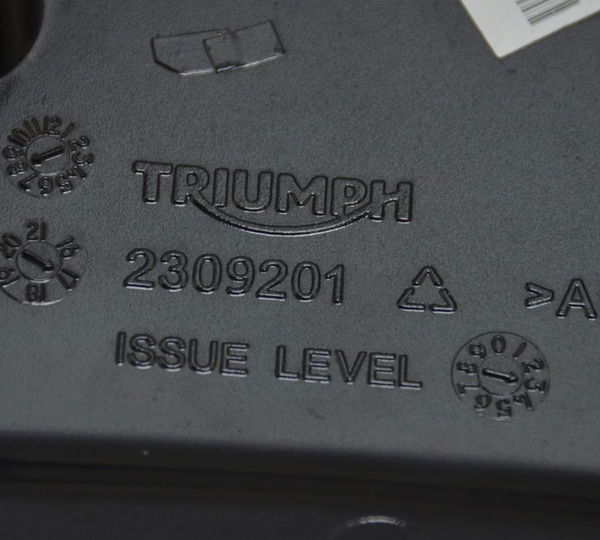 TRIUMPH
2309201
>A
ISSUE LEVEL